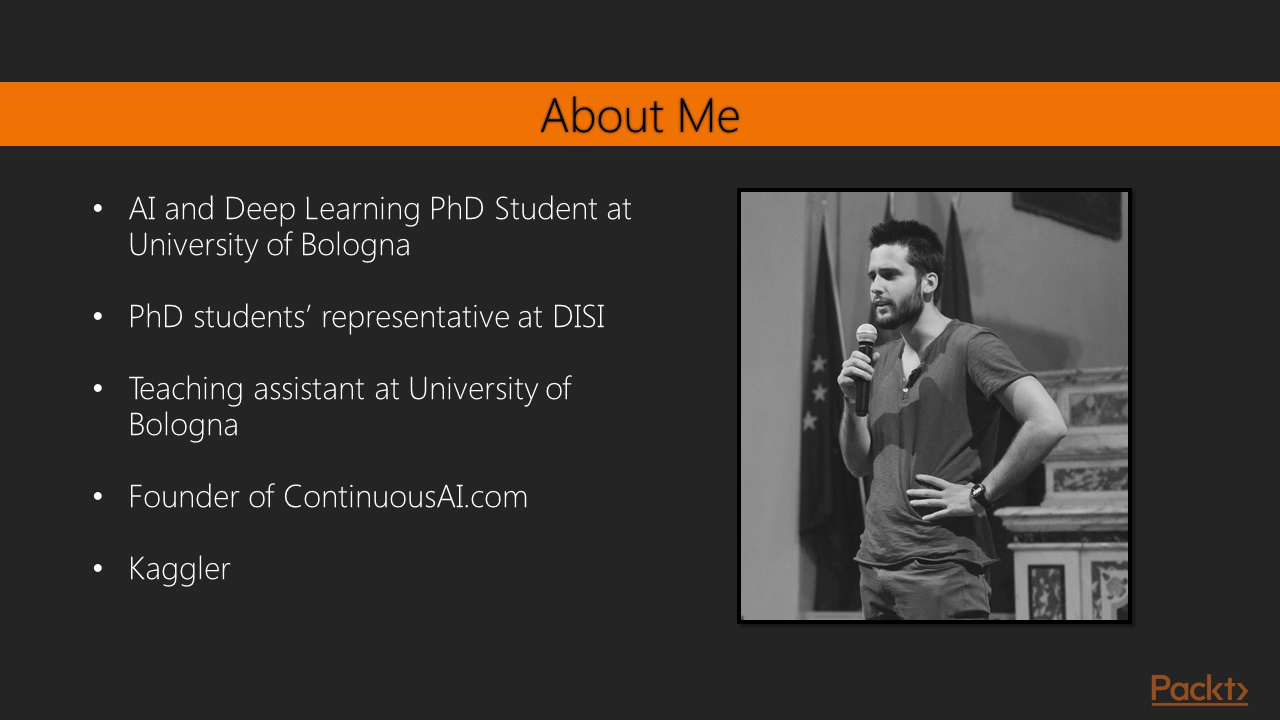 About Me
• AI and Deep Learning PhD Student at
University of Bologna
• PhD students’ representative at DISI
• Teaching assistant at University of
Bologna
• Founder of ContinuousAI.com
• Kaggler
Packt>